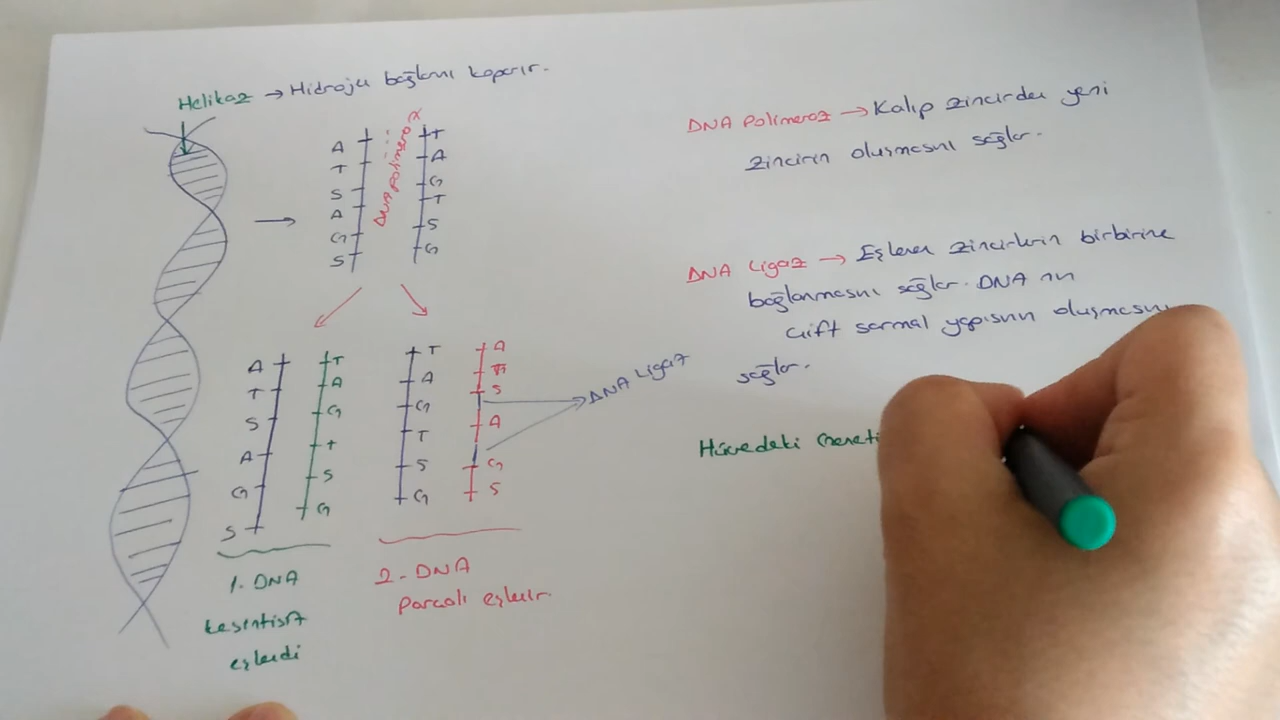 Helikaz → Hidrojen bağlarını koparır.
A
T
S
A
G
S
DNA polimeraz
T
A
G
T
S
G
A
T
S
A
G
S
T
A
G
T
S
G
T
A
G
T
S
G
A
T
S
A
G
S
DNA Ligaz
1. DNA
kesintisiz
eşlendi
2. DNA
Parçalı eşlenir.
DNA Polimeraz → Kalıp zincirden yeni
zincirin oluşmasını sağlar.
DNA Ligaz → Eşlenen zincirlerin birbirine
bağlanmasını sağlar. DNA nın
çift sarmal yapısının oluşmasını
sağlar.
Hücredeki